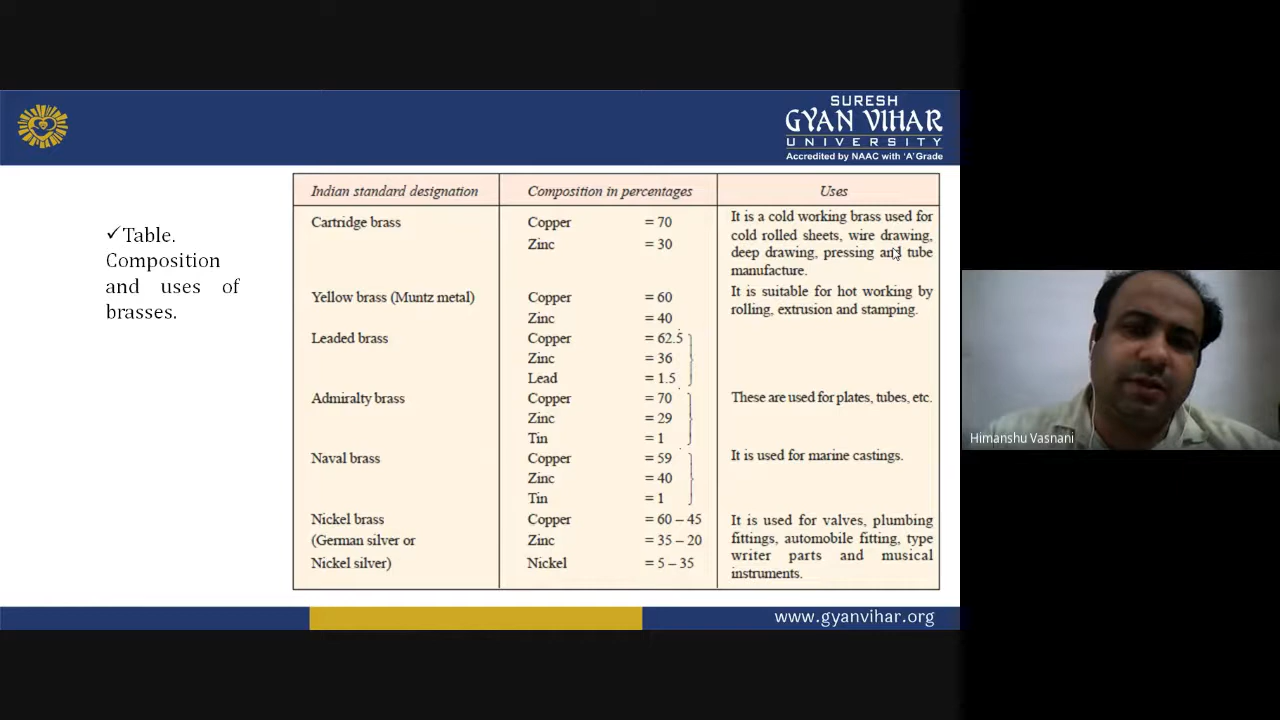 SURESH
GYAN VIHAR
UNIVERSITY
Accredited by NAAC with 'A' Grade
✓Table.
Composition
and uses of
brasses.
Indian standard designation Composition in percentages Uses
Cartridge brass Copper = 70 It is a cold working brass used for
Zinc = 30 cold rolled sheets, wire drawing,
deep drawing, pressing and tube
manufacture.
Yellow brass (Muntz metal) Copper = 60 It is suitable for hot working by
Zinc = 40 rolling, extrusion and stamping.
Leaded brass Copper = 62.5
Zinc = 36
Lead = 1.5
Admiralty brass Copper = 70 These are used for plates, tubes, etc.
Zinc = 29
Tin = 1
Naval brass Copper = 59 It is used for marine castings.
Zinc = 40
Tin = 1
Nickel brass Copper = 60 – 45 It is used for valves, plumbing
(German silver or Zinc = 35 – 20 fittings, automobile fitting, type
Nickel silver) Nickel = 5 – 35 writer parts and musical
instruments.
www.gyanvihar.org
Himanshu Vasnani